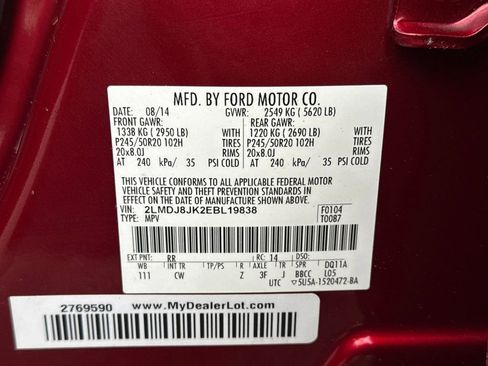 MFD. BY FORD MOTOR CO.
DATE: 08/14 GVWR: 2549 KG ( 5620 LB)
FRONT GAWR: REAR GAWR:
1338 KG ( 2950 LB) 1220 KG ( 2690 LB)
P245/50R20 102H TIRES P245/50R20 102H TIRES
20x8.0J RIMS 20x8.0J RIMS
AT 240 kPa/ 35 PSI COLD AT 240 kPa/ 35 PSI COLD
THIS VEHICLE CONFORMS TO ALL APPLICABLE FEDERAL MOTOR
VEHICLE SAFETY AND THEFT PREVENTION STANDARDS IN
EFFECT ON THE DATE OF MANUFACTURE SHOWN ABOVE.
VIN: 2LMDJ8JK2EBL19838 F0104
TYPE: MPV T0087
EXT PNT: RR RC: 14 DSO:
WB INT TR TP/PS R AXLE TR SPR DQ11A
111 CW Z 3F J BBCC L05
UTC 5U5A-1520472-BA
2769590 www.MyDealerLot.com